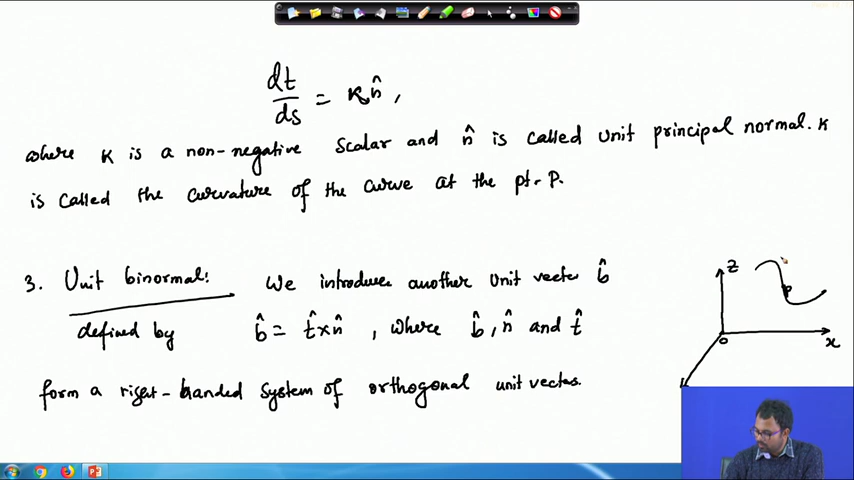 dt/ds = κn̂,
where κ is a non-negative scalar and n̂ is called unit principal normal. κ
is called the curvature of the curve at the pt. P.
3. Unit binormal: We introduce another unit vector b̂
defined by b̂ = t̂×n̂, where b̂, n̂ and t̂
form a right-handed system of orthogonal unit vectors.
z
P
O
x